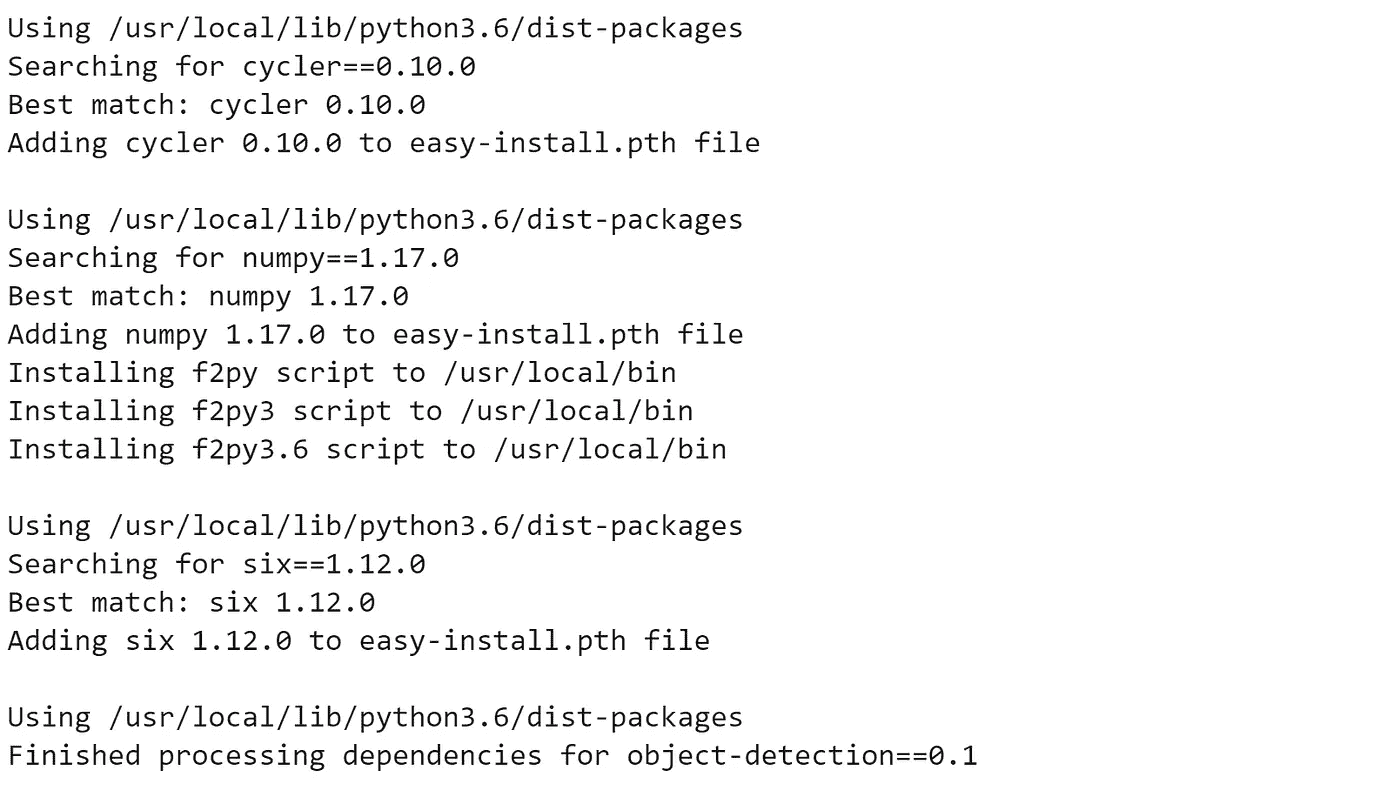 Using /usr/local/lib/python3.6/dist-packages
Searching for cycler==0.10.0
Best match: cycler 0.10.0
Adding cycler 0.10.0 to easy-install.pth file

Using /usr/local/lib/python3.6/dist-packages
Searching for numpy==1.17.0
Best match: numpy 1.17.0
Adding numpy 1.17.0 to easy-install.pth file
Installing f2py script to /usr/local/bin
Installing f2py3 script to /usr/local/bin
Installing f2py3.6 script to /usr/local/bin

Using /usr/local/lib/python3.6/dist-packages
Searching for six==1.12.0
Best match: six 1.12.0
Adding six 1.12.0 to easy-install.pth file

Using /usr/local/lib/python3.6/dist-packages
Finished processing dependencies for object-detection==0.1